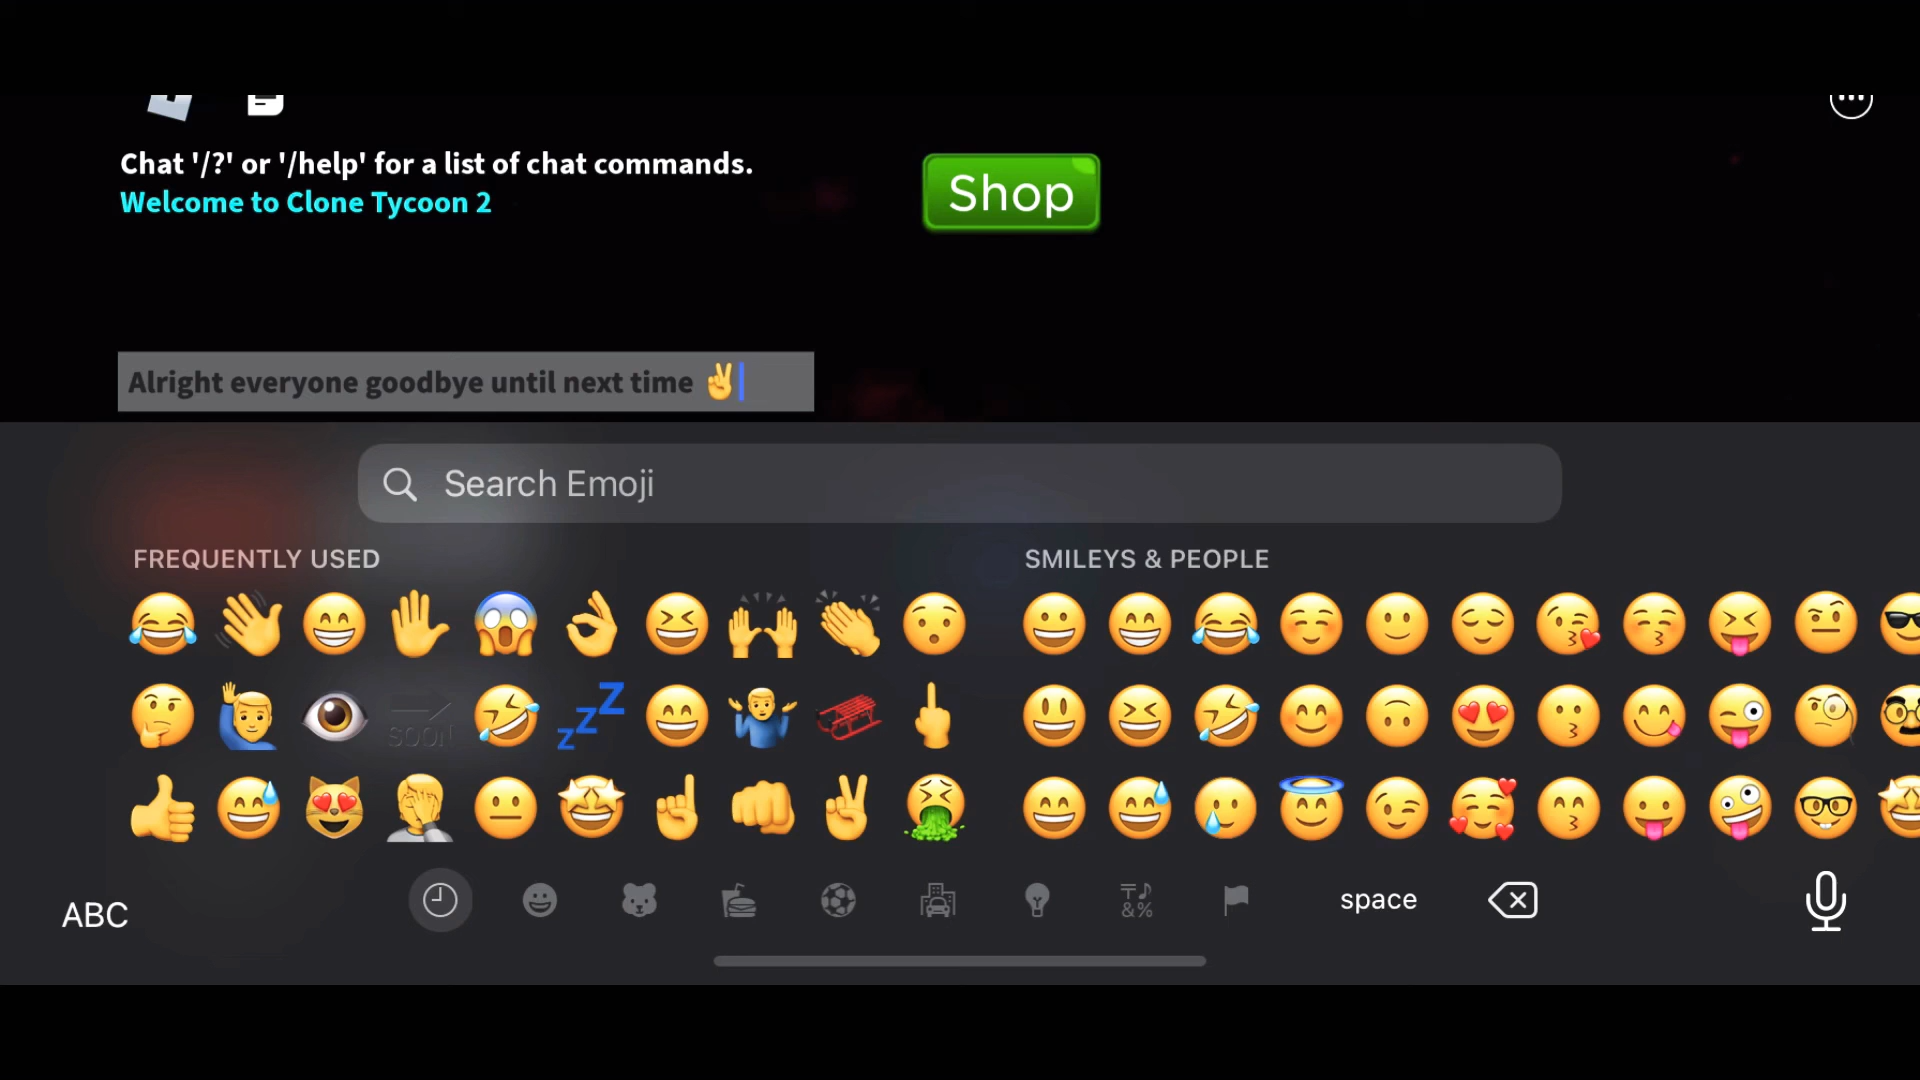 Chat '/?' or '/help' for a list of chat commands.
Welcome to Clone Tycoon 2
Shop
Alright everyone goodbye until next time ✌️
Search Emoji
FREQUENTLY USED
SMILEYS & PEOPLE
SOON
ABC
&%
space